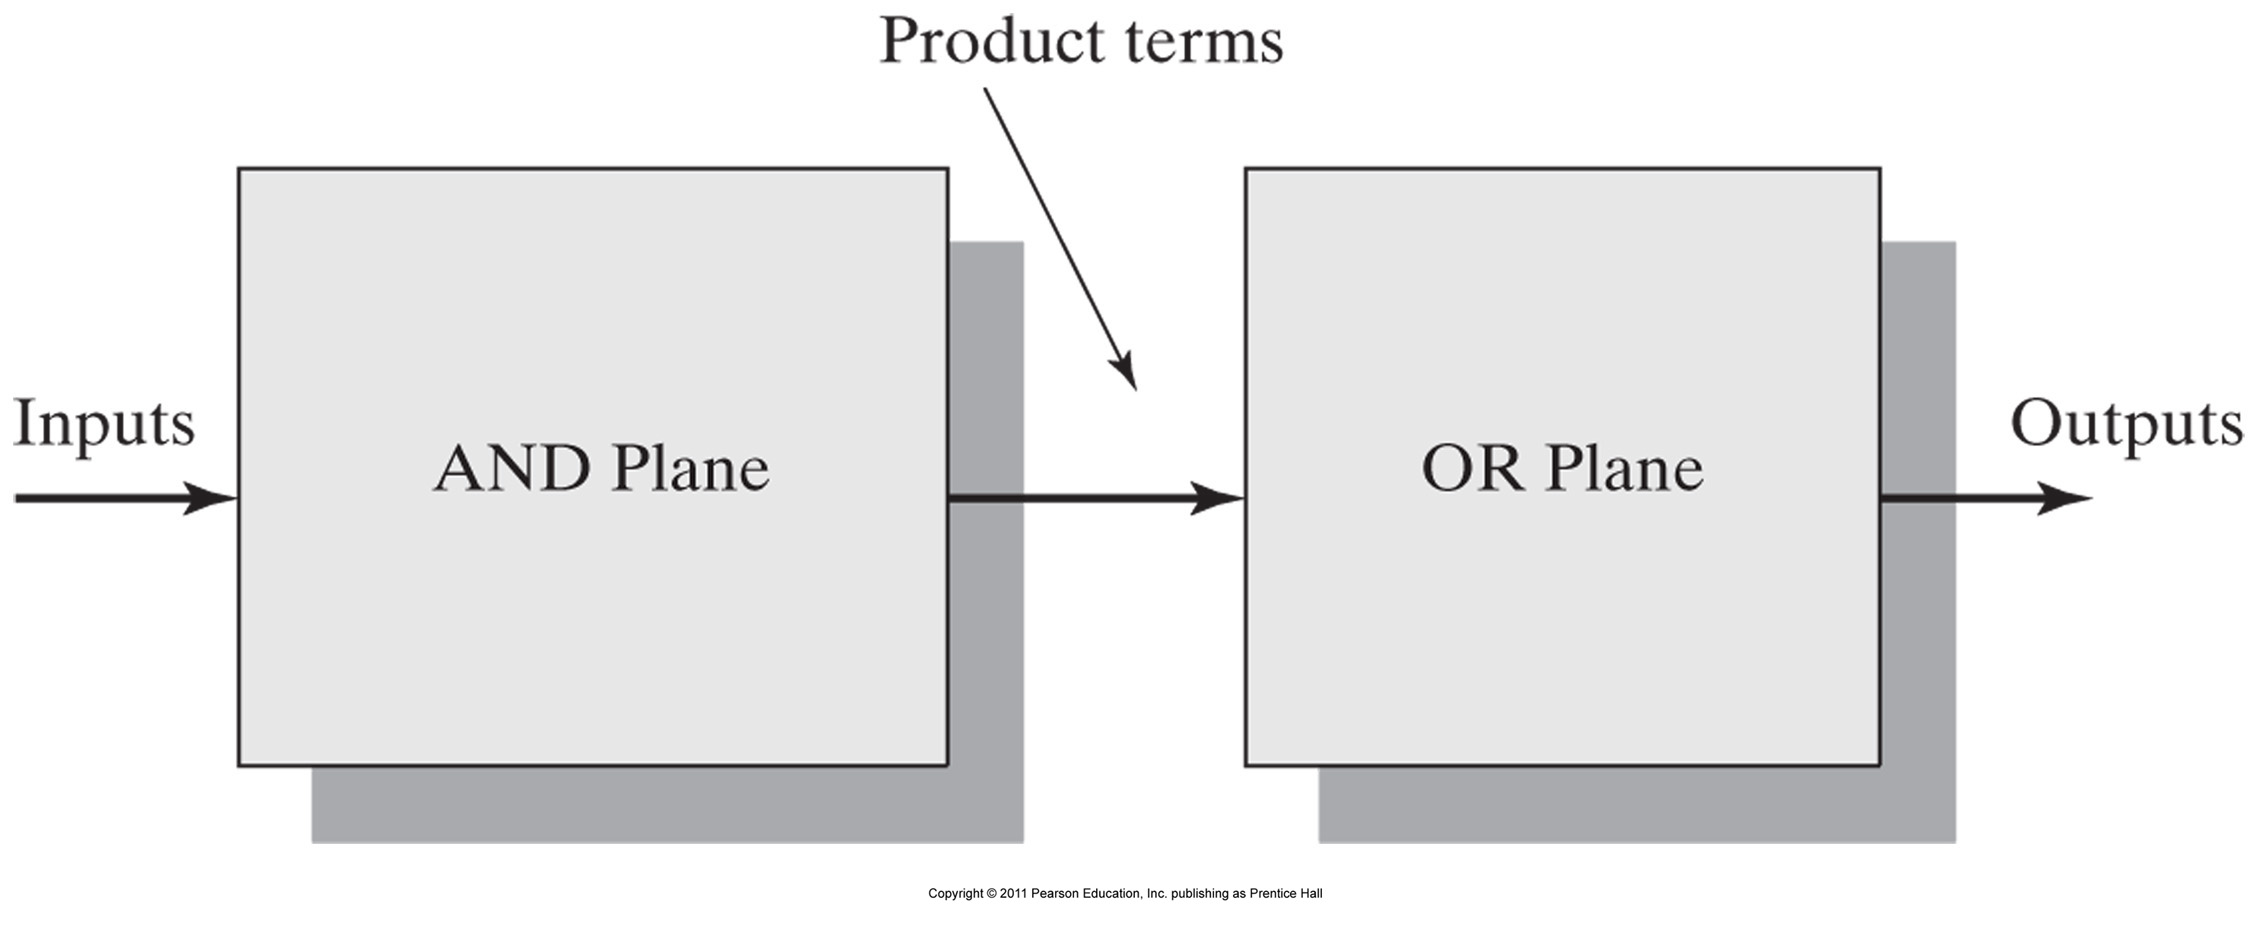 Product terms
Inputs
AND Plane
OR Plane
Outputs
Copyright © 2011 Pearson Education, Inc. publishing as Prentice Hall